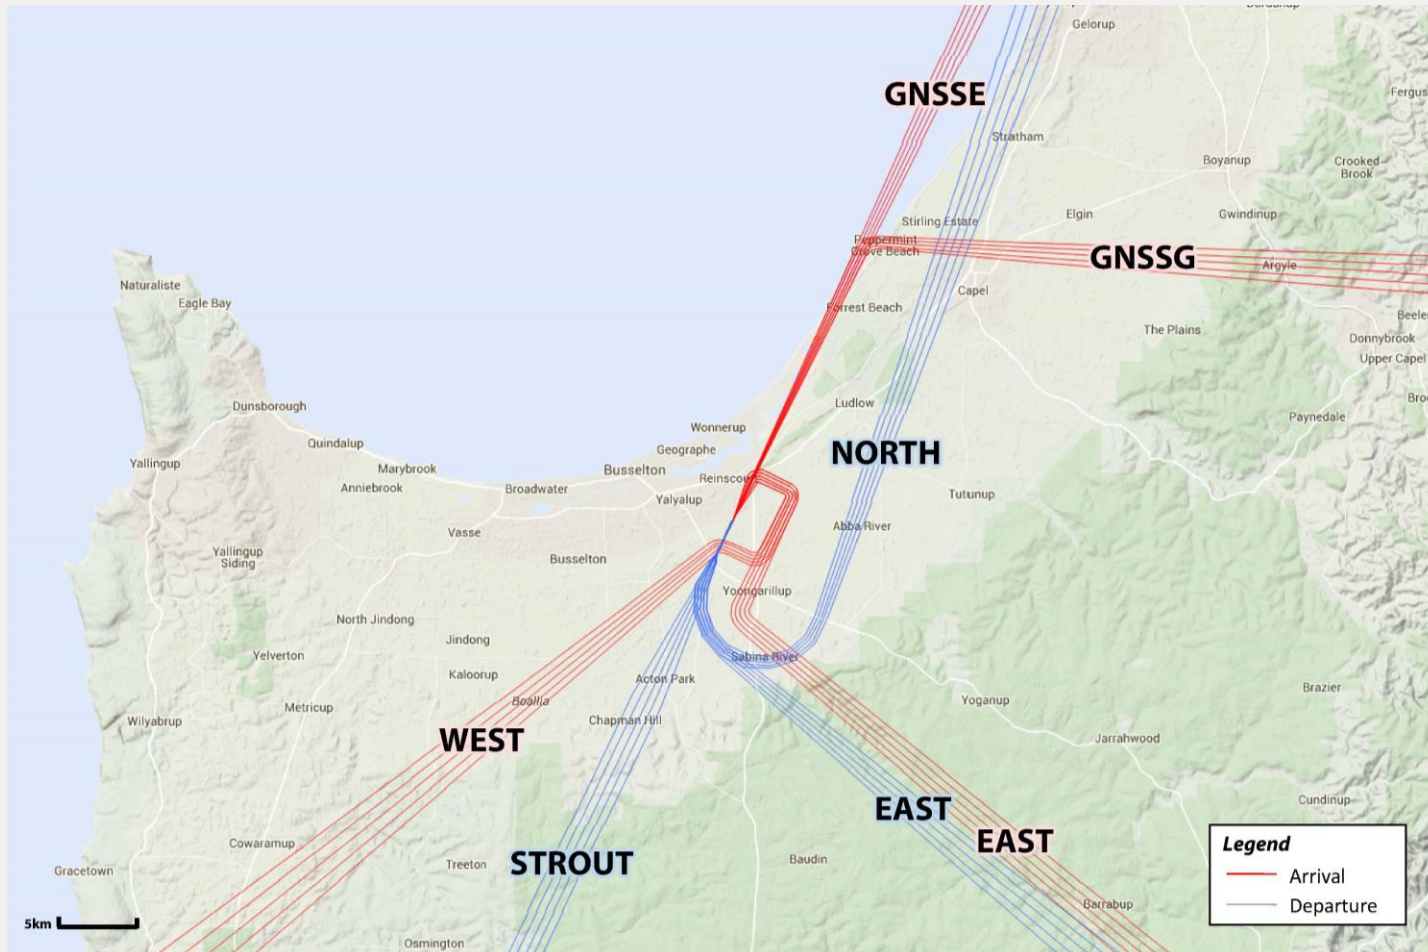 Gelorup
GNSSE
Fergus
Stratham
Boyanup
Crooked
Brook
Elgin
Gwindinup
Stirling Estate
Peppermint
Grove Beach
GNSSG
Argyle
Naturaliste
Eagle Bay
Capel
Forrest Beach
Beele
The Plains
Donnybrook
Upper Capel
Dunsborough
Ludlow
Bro
Paynedale
Wonnerup
Quindalup
Geographe
NORTH
Yallingup
Marybrook
Busselton
Reinscourt
Anniebrook
Broadwater
Yalyalup
Tutunup
Abba River
Vasse
Yallingup
Siding
Busselton
Yoongarillup
North Jindong
Jindong
Yelverton
Sabina River
Kaloorup
Acton Park
Boallia
Yoganup
Brazier
Metricup
Wilyabrup
Chapman Hill
WEST
Jarrahwood
EAST
Cundinup
EAST
Cowaramup
Legend
Treeton
STROUT
Baudin
Gracetown
Arrival
Barrabup
Departure
5km
Osmington